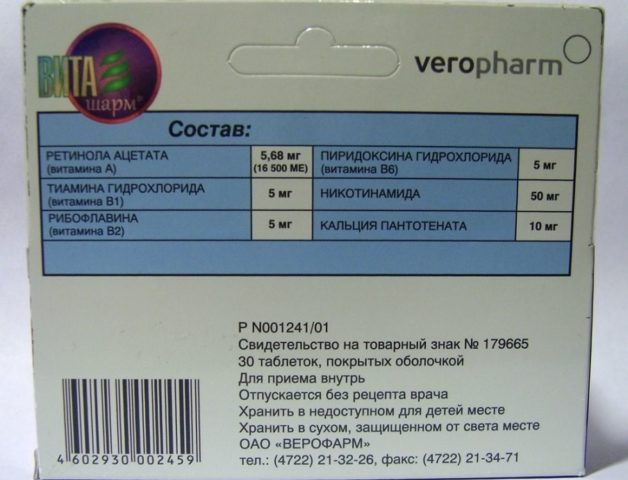 ВИТА
шарм®
veropharm
Состав:
РЕТИНОЛА АЦЕТАТА
(витамина А)
5,68 мг
(16 500 МЕ)
ПИРИДОКСИНА ГИДРОХЛОРИДА
(витамина В6)
5 мг
ТИАМИНА ГИДРОХЛОРИДА
(витамина В1)
5 мг
НИКОТИНАМИДА
50 мг
РИБОФЛАВИНА
(витамина В2)
5 мг
КАЛЬЦИЯ ПАНТОТЕНАТА
10 мг
Р N001241/01
Свидетельство на товарный знак № 179665
30 таблеток, покрытых оболочкой
Для приема внутрь
Отпускается без рецепта врача
Хранить в недоступном для детей месте
Хранить в сухом, защищенном от света месте
ОАО «ВЕРОФАРМ»
тел.: (4722) 21-32-26, факс: (4722) 21-34-71
4 602930 002459